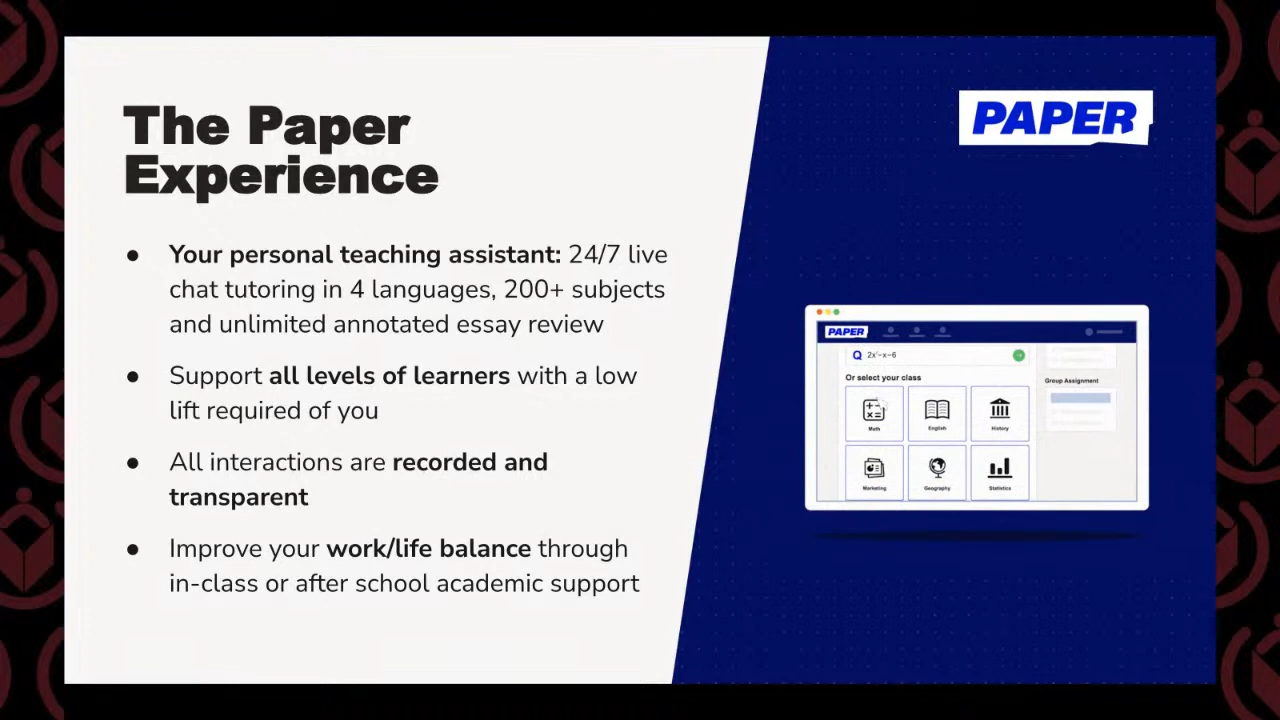 The Paper
Experience
PAPER
● Your personal teaching assistant: 24/7 live
chat tutoring in 4 languages, 200+ subjects
and unlimited annotated essay review
● Support all levels of learners with a low
lift required of you
● All interactions are recorded and
transparent
● Improve your work/life balance through
in-class or after school academic support
PAPER
Q 2x²-x-6
Or select your class
Group Assignment
Math English History
Marketing Geography Statistics